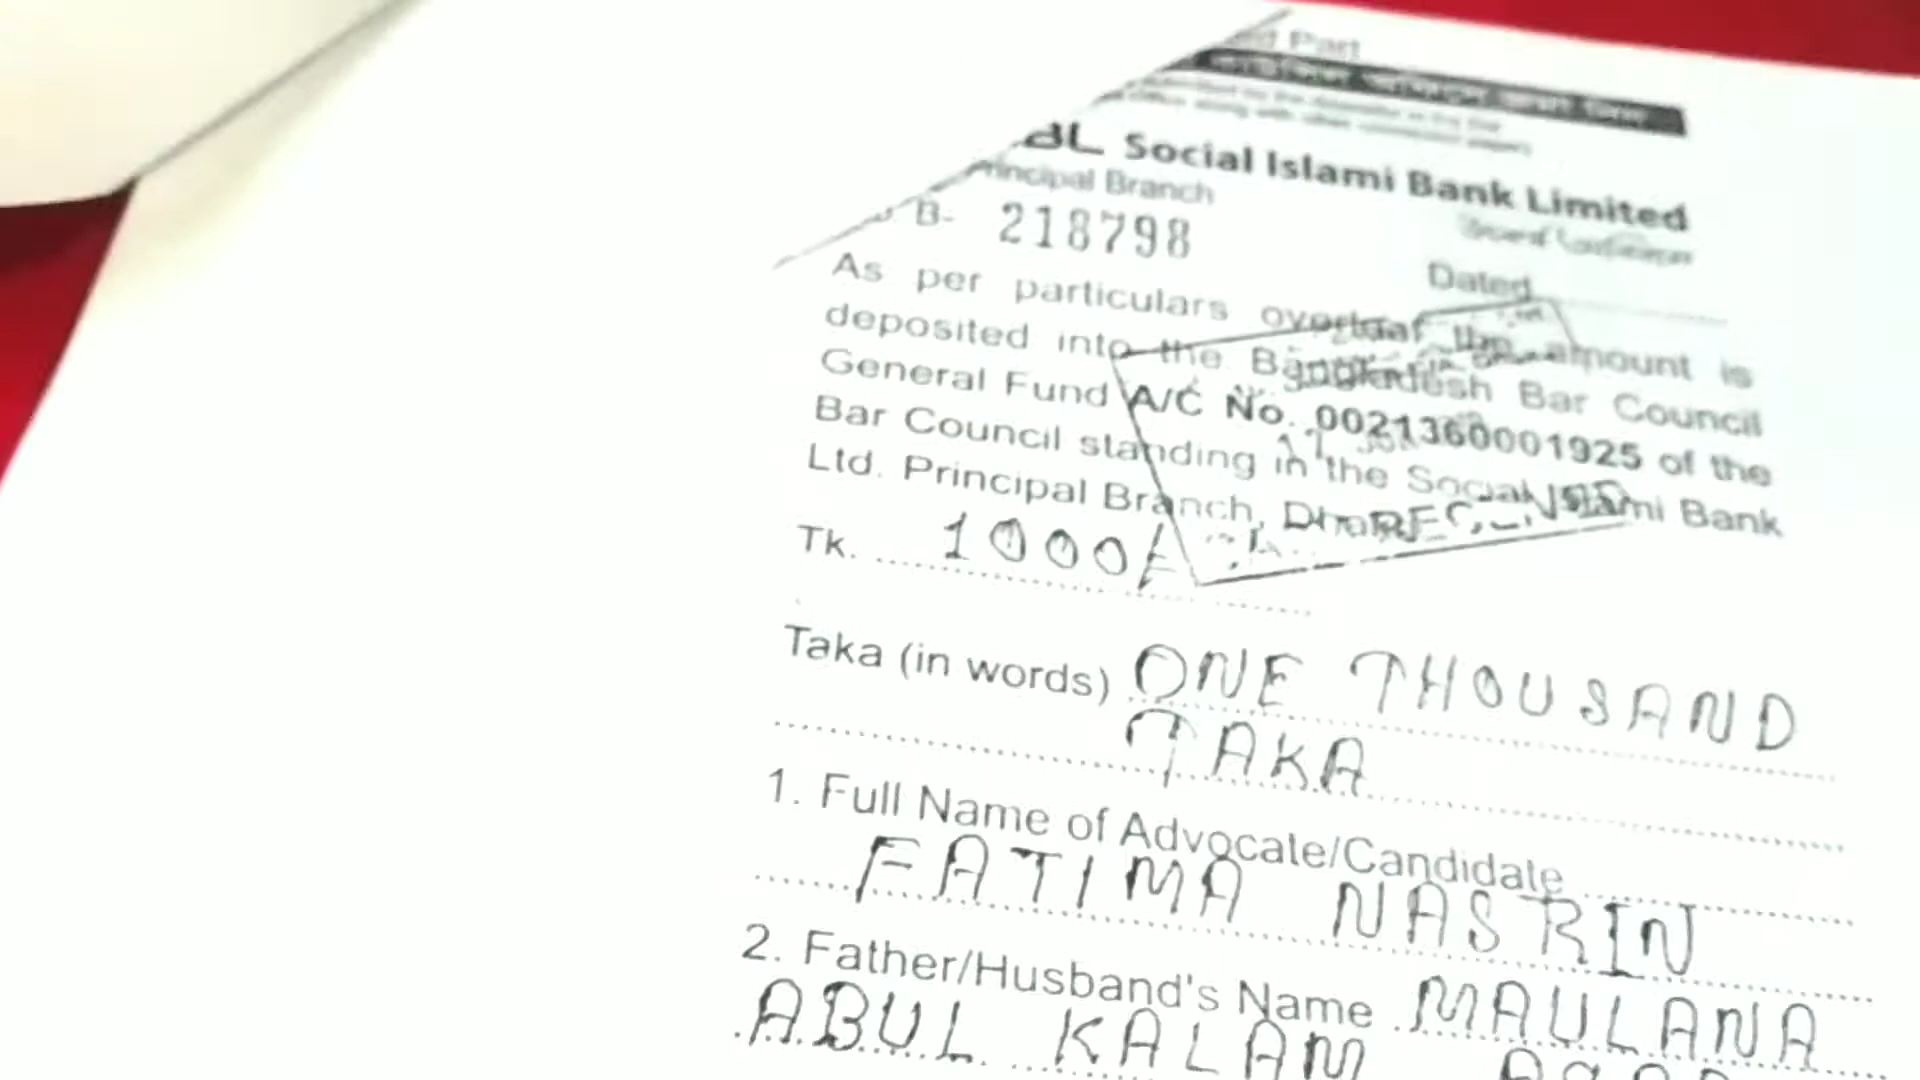 Part
BL Social Islami Bank Limited
Principal Branch
B- 218798
Dated
As per particulars overleaf the amount is
deposited into the Bangladesh Bar Council
General Fund A/C No. 0021360001925 of the
Bar Council standing in the Social Islami Bank
Ltd. Principal Branch,
Tk. 1000/
Taka (in words) ONE THOUSAND
TAKA
1. Full Name of Advocate/Candidate
FATIMA NASRIN
2. Father/Husband's Name MAULANA
ABUL KALAM